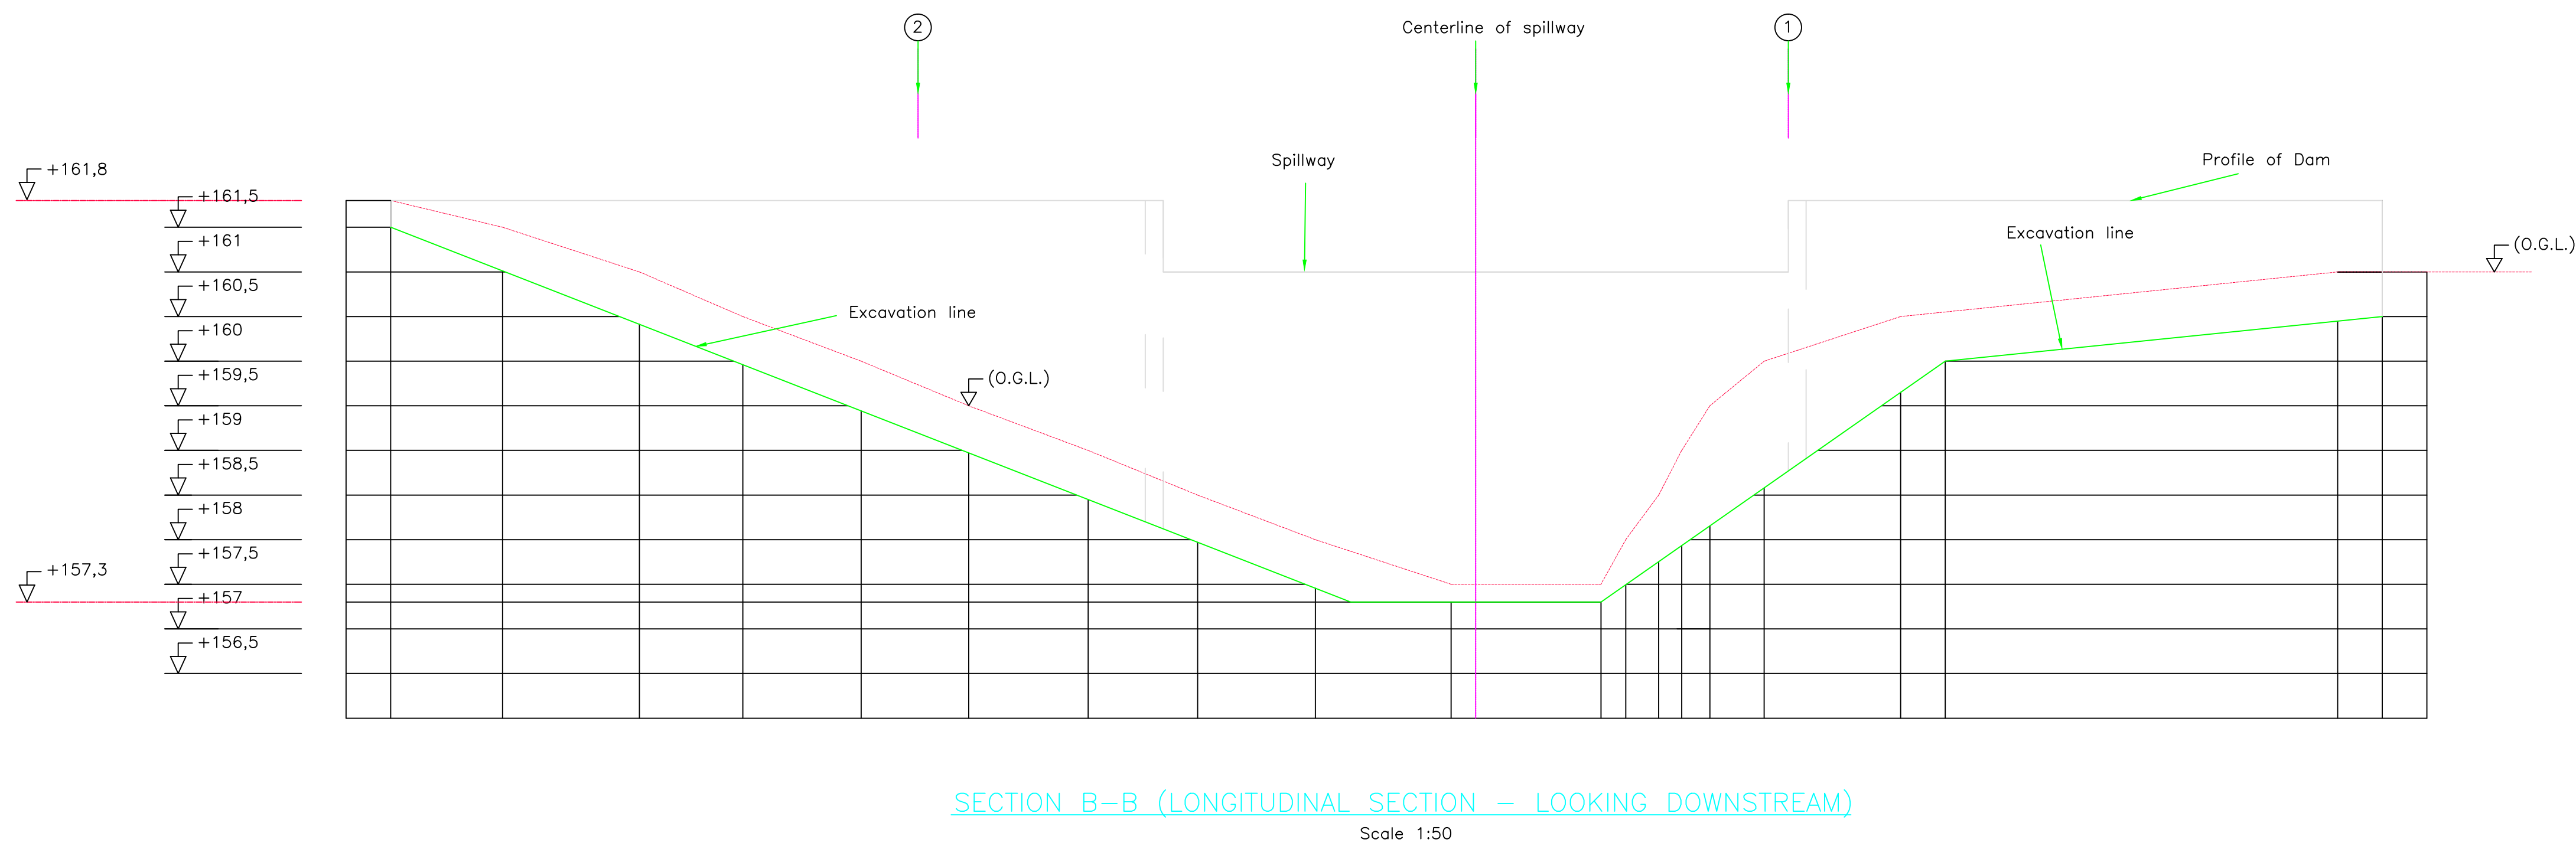 2
Centerline of spillway
1
Spillway
Profile of Dam
+161,8
+161,5
Excavation line
+161
(O.G.L.)
+160,5
Excavation line
+160
+159,5
(O.G.L.)
+159
+158,5
+158
+157,5
+157,3
+157
+156,5
SECTION B-B (LONGITUDINAL SECTION - LOOKING DOWNSTREAM)
Scale 1:50